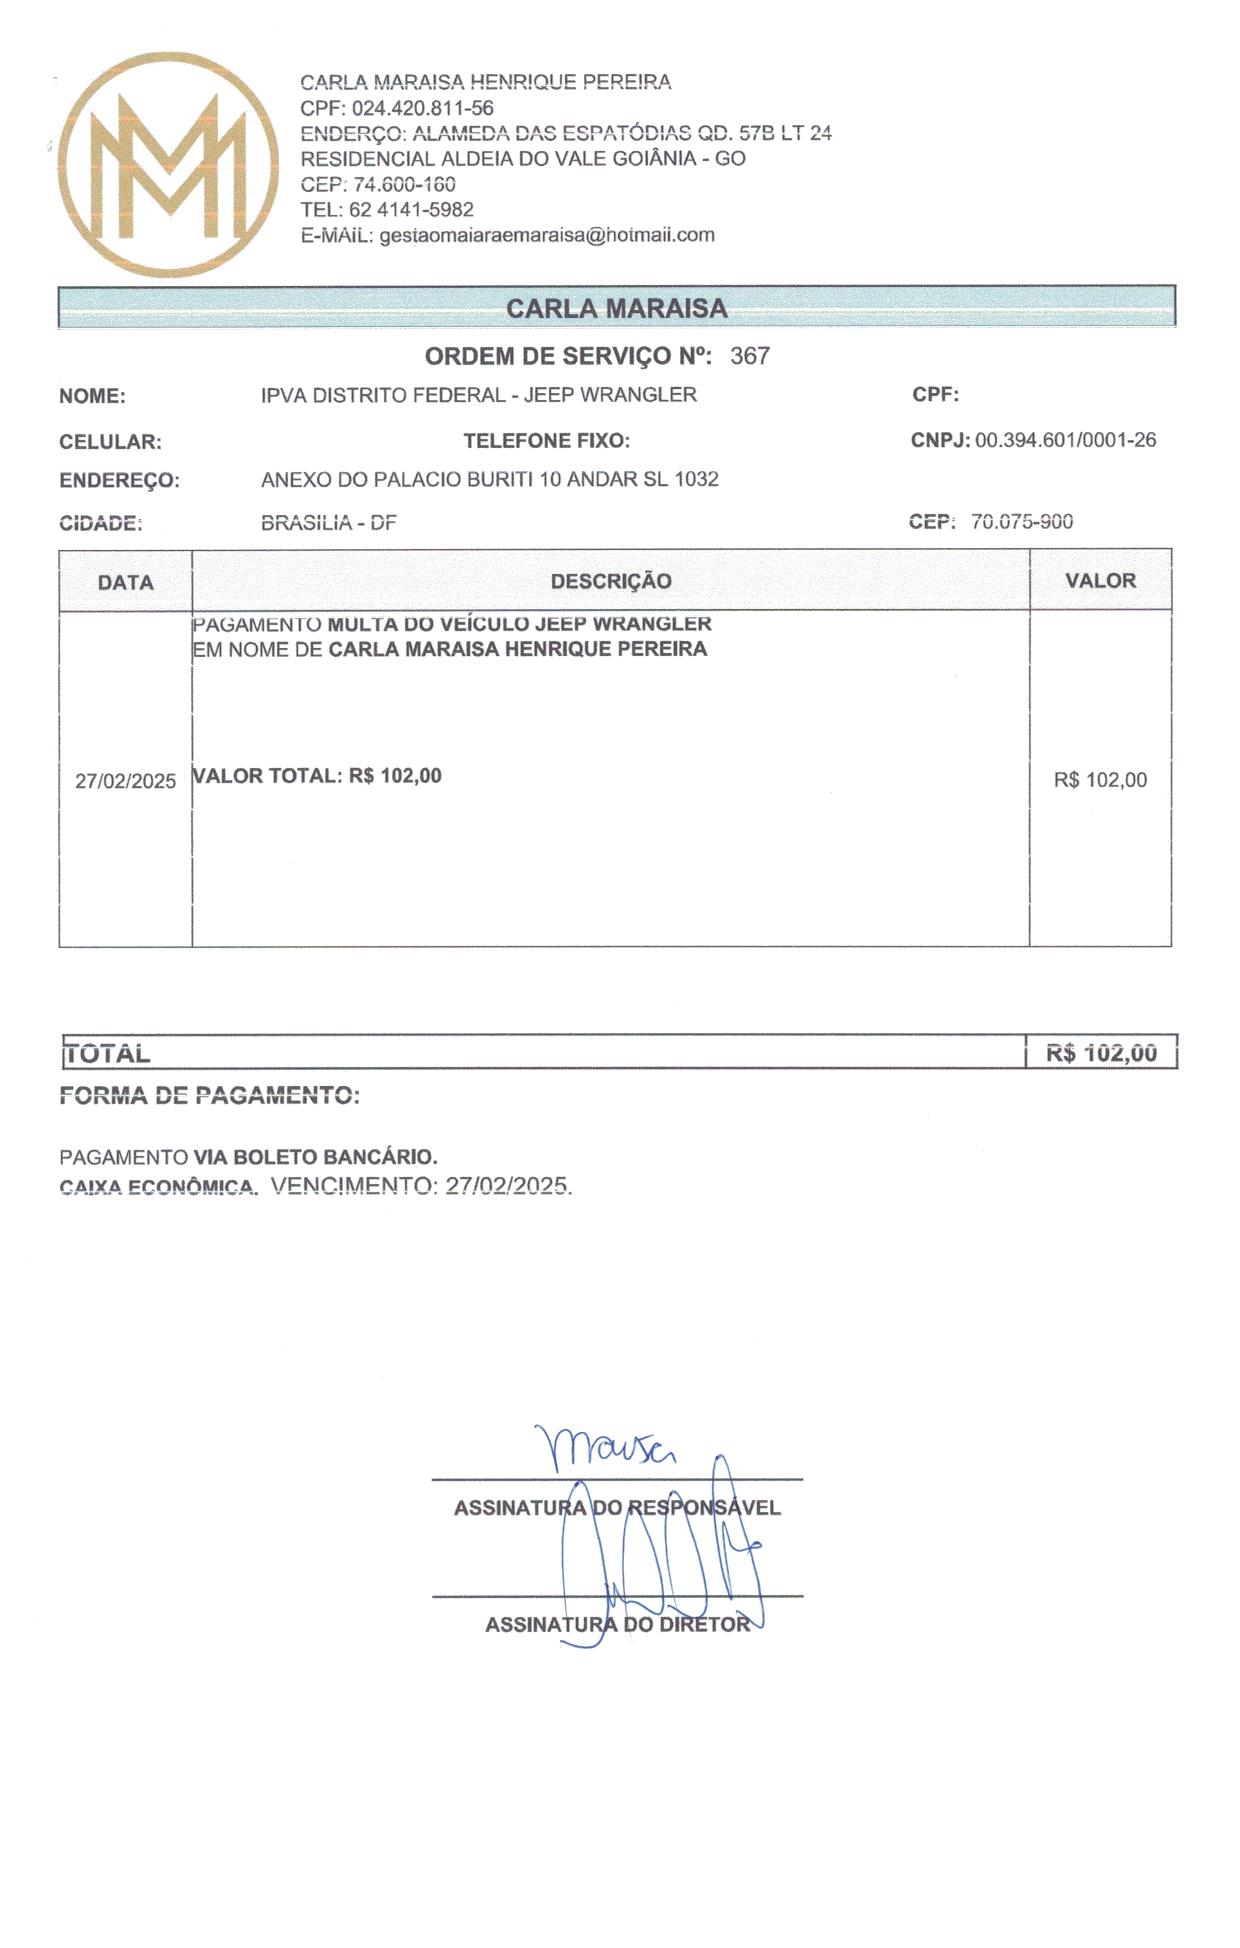 CARLA MARAISA HENRIQUE PEREIRA
CPF: 024.420.811-56
ENDERÇO: ALAMEDA DAS ESPATÓDIAS QD. 57B LT 24
RESIDENCIAL ALDEIA DO VALE GOIÂNIA - GO
CEP: 74.600-160
TEL: 62 4141-5982
E-MAIL: gestaomaiaraemaraisa@hotmail.com
CARLA MARAISA
ORDEM DE SERVIÇO Nº: 367
NOME: IPVA DISTRITO FEDERAL - JEEP WRANGLER CPF:
CELULAR: TELEFONE FIXO: CNPJ: 00.394.601/0001-26
ENDEREÇO: ANEXO DO PALACIO BURITI 10 ANDAR SL 1032
CIDADE: BRASILIA - DF CEP: 70.075-900
DATA DESCRIÇÃO VALOR
PAGAMENTO MULTA DO VEÍCULO JEEP WRANGLER
EM NOME DE CARLA MARAISA HENRIQUE PEREIRA
27/02/2025 VALOR TOTAL: R$ 102,00 R$ 102,00
TOTAL R$ 102,00
FORMA DE PAGAMENTO:
PAGAMENTO VIA BOLETO BANCÁRIO.
CAIXA ECONÔMICA. VENCIMENTO: 27/02/2025.
ASSINATURA DO RESPONSÁVEL
ASSINATURA DO DIRETOR